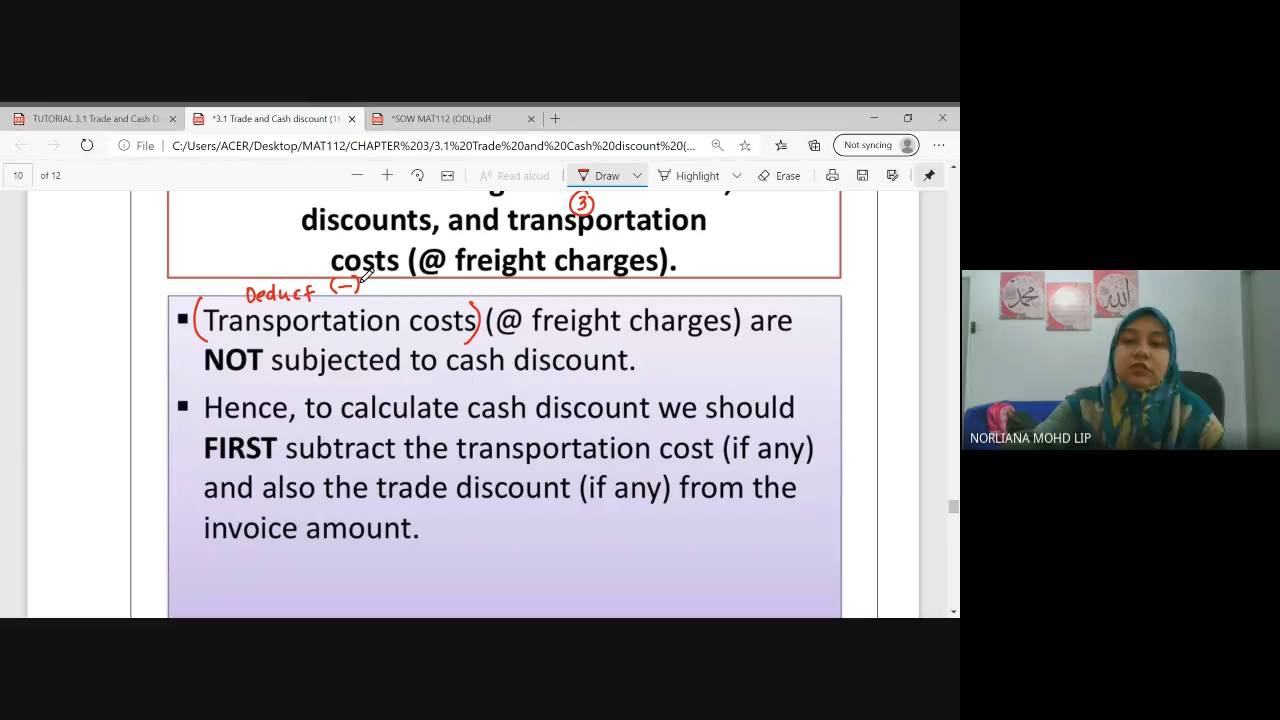 TUTORIAL 3.1 Trade and Cash D
*3.1 Trade and Cash discount (1
*SOW MAT112 (ODL).pdf
File
C:/Users/ACER/Desktop/MAT112/CHAPTER%203/3.1%20Trade%20and%20Cash%20discount%20(...
Not syncing
10 of 12
Read aloud
Draw
Highlight
Erase
3
discounts, and transportation
costs (@ freight charges).
Deduct (-)
▪ (Transportation costs) (@ freight charges) are
NOT subjected to cash discount.
▪ Hence, to calculate cash discount we should
FIRST subtract the transportation cost (if any)
and also the trade discount (if any) from the
invoice amount.
محمد
الله
NORLIANA MOHD LIP